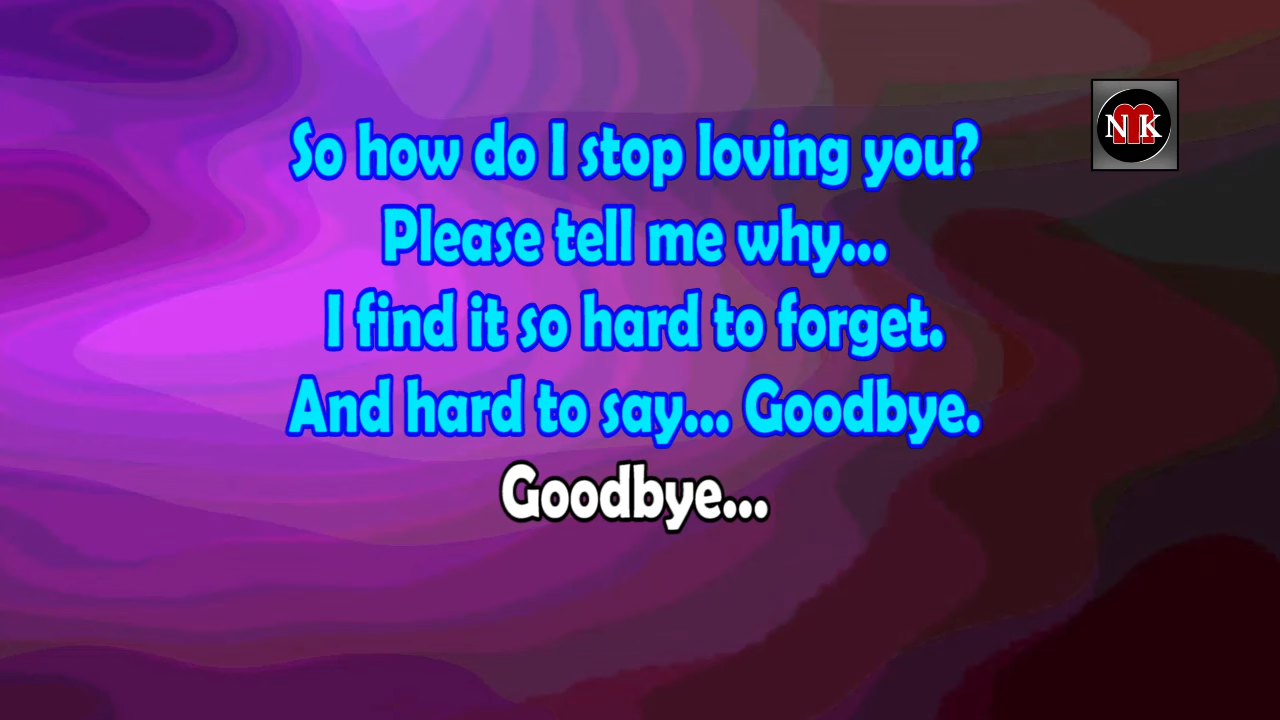 So how do I stop loving you?
Please tell me why...
I find it so hard to forget.
And hard to say... Goodbye.
Goodbye...
NMK